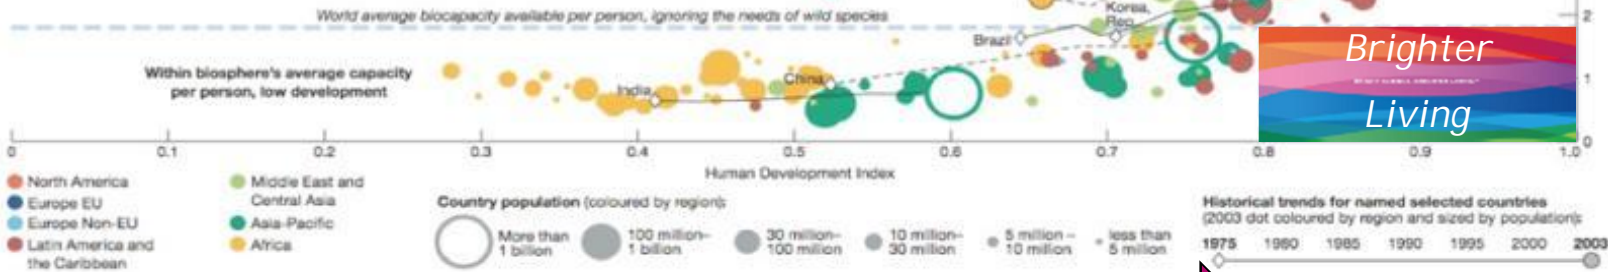 World average biocapacity available per person, ignoring the needs of wild species
Korea,
Rep.
2
Brazil
Brighter
Within biosphere's average capacity
per person, low development
China
1
India
Living
0
0 0.1 0.2 0.3 0.4 0.5 0.6 0.7 0.8 0.9 1.0
Human Development Index
North America
Europe EU
Europe Non-EU
Latin America and
the Caribbean
Middle East and
Central Asia
Asia-Pacific
Africa
Country population (coloured by region):
More than
1 billion
100 million–
1 billion
30 million–
100 million
10 million–
30 million
5 million –
10 million
less than
5 million
Historical trends for named selected countries
(2003 dot coloured by region and sized by population):
1975 1980 1985 1990 1995 2000 2003